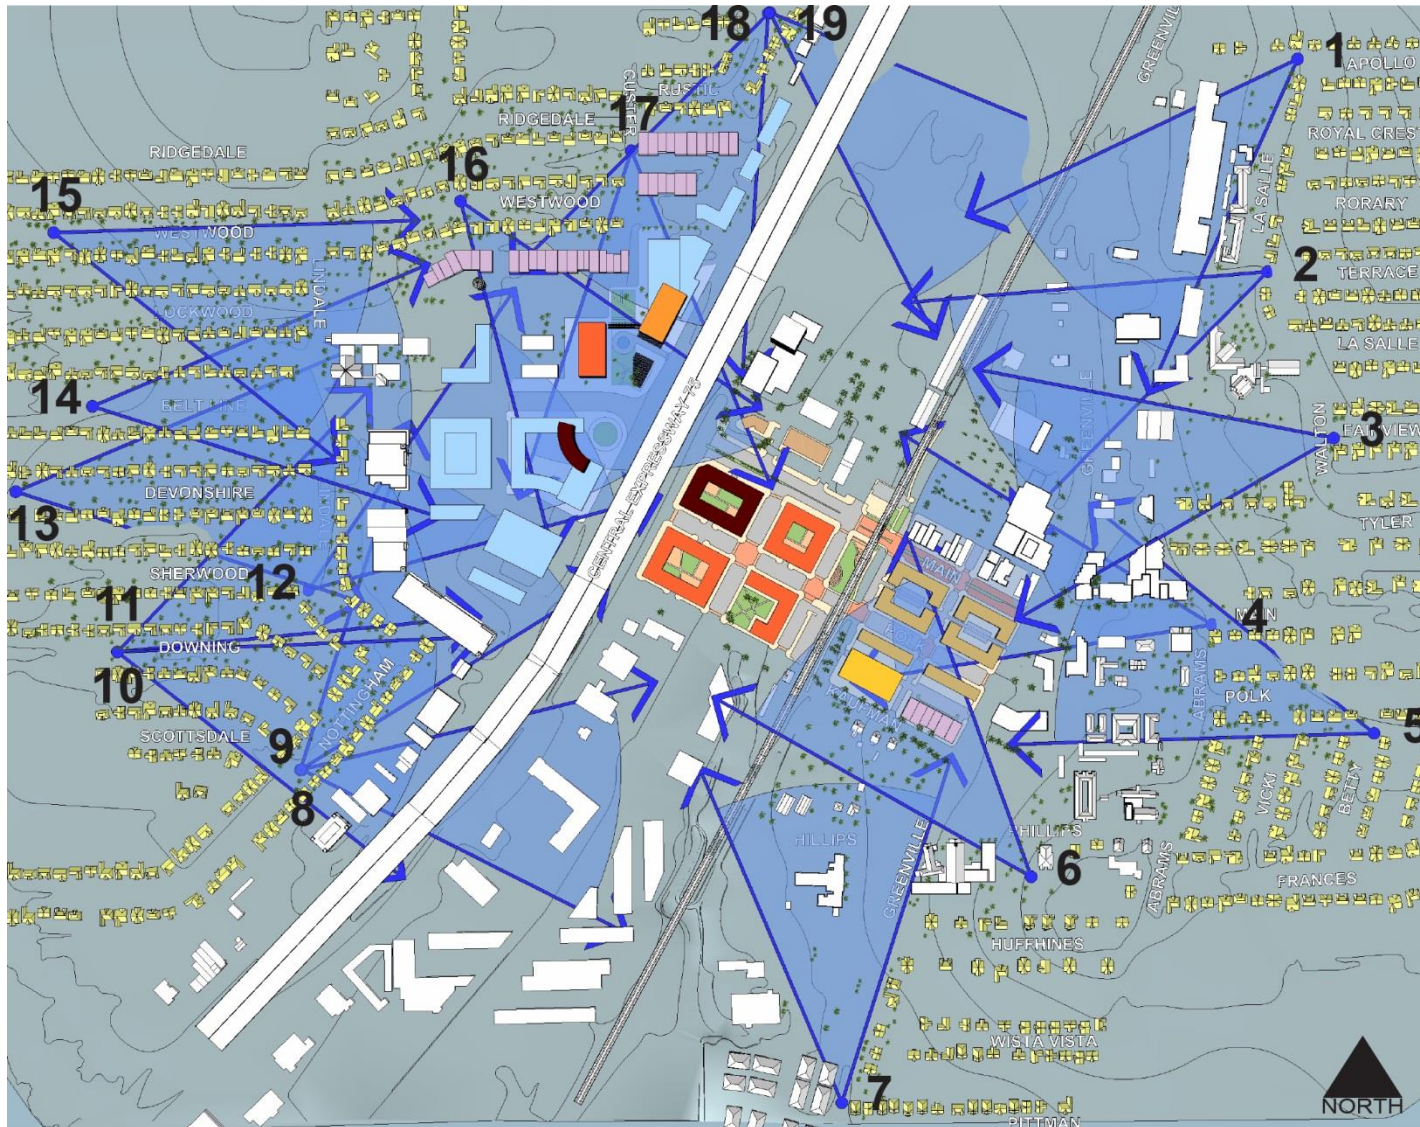 18
19
GREENVIL
1
APOLLO
CUSTER
RUSTIC
17
RIDGEDALE
ROYAL CREST
RIDGEDALE
LA SALLE
16
15
WESTWOOD
RORARY
WESTWOOD
LINDALE
2
TERRACE
LOCKWOOD
LA SALLE
GREENVILLE
CENTRAL EXPRESSWAY 75
14
BELT LINE
WALTON
3
FAIRVIEW
DEVONSHIRE
13
TYLER
SHERWOOD
12
MAIN
11
MAIN
4
DOWNING
POLK
ABRAMS
10
NOTTINGHAM
POLK
KAUFMAN
SCOTTSDALE
9
5
VICKI
BETTY
8
HILLIPS
PHILLIPS
GREENVILLE
6
ABRAMS
FRANCES
HUFFHINES
WISTA VISTA
7
PITTMAN
NORTH